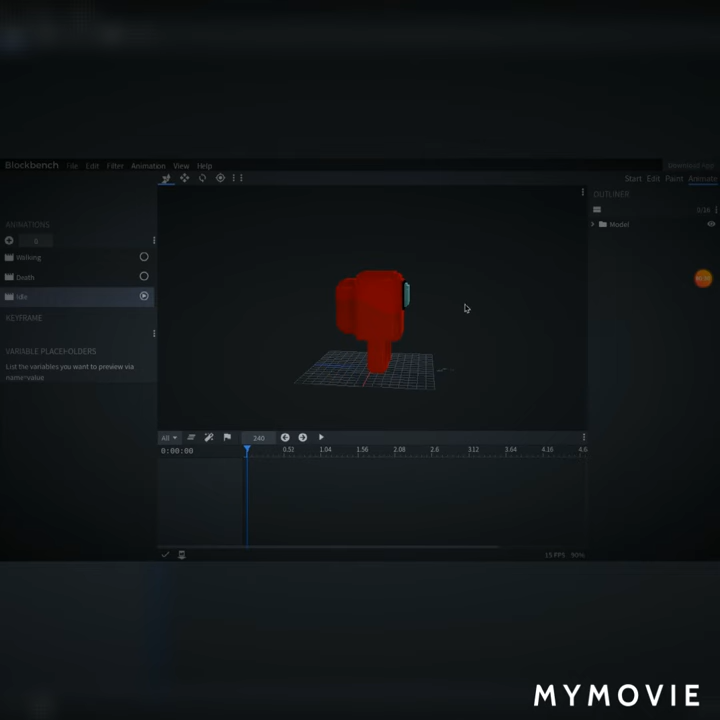 Blockbench File Edit Filter Animation View Help
Start Edit Paint
OUTLINER
Model
ANIMATIONS
0
Walking
Death
Idle
KEYFRAME
VARIABLE PLACEHOLDERS
List the variables you want to preview via
name=value
All 240
0:00:00 0.52 1.04 1.56 2.08 2.6 3.12 3.64 4.16
15 FPS
MYMOVIE